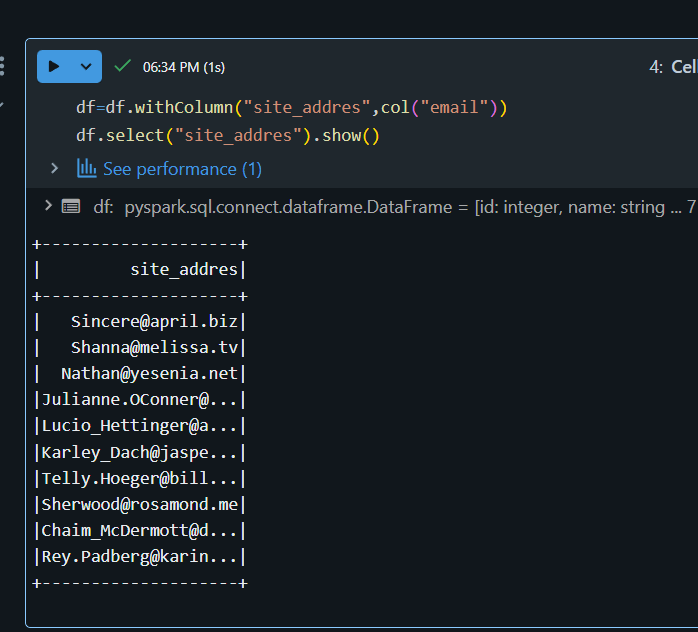 06:34 PM (1s)
4: Cel
df=df.withColumn("site_addres",col("email"))
df.select("site_addres").show()
See performance (1)
df: pyspark.sql.connect.dataframe.DataFrame = [id: integer, name: string ... 7
+--------------------+
|         site_addres|
+--------------------+
|   Sincere@april.biz|
|   Shanna@melissa.tv|
|  Nathan@yesenia.net|
|Julianne.OConner@...|
|Lucio_Hettinger@a...|
|Karley_Dach@jaspe...|
|Telly.Hoeger@bill...|
|Sherwood@rosamond.me|
|Chaim_McDermott@d...|
|Rey.Padberg@karin...|
+--------------------+